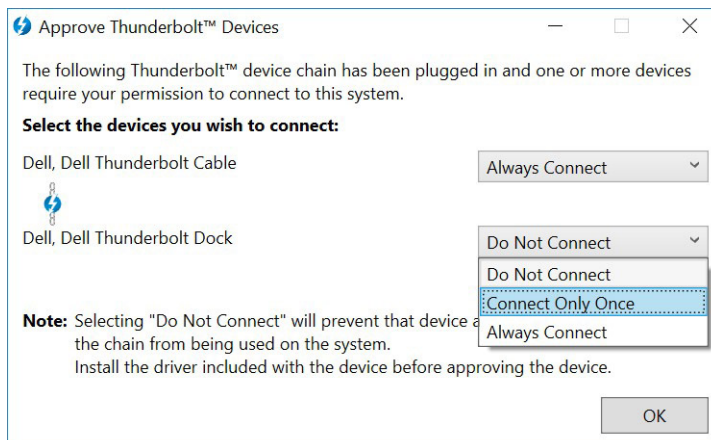 Approve Thunderbolt™ Devices
The following Thunderbolt™ device chain has been plugged in and one or more devices
require your permission to connect to this system.
Select the devices you wish to connect:
Dell, Dell Thunderbolt Cable
Always Connect
Dell, Dell Thunderbolt Dock
Do Not Connect
Do Not Connect
Connect Only Once
Always Connect
Note: Selecting "Do Not Connect" will prevent that device
the chain from being used on the system.
Install the driver included with the device before approving the device.
OK